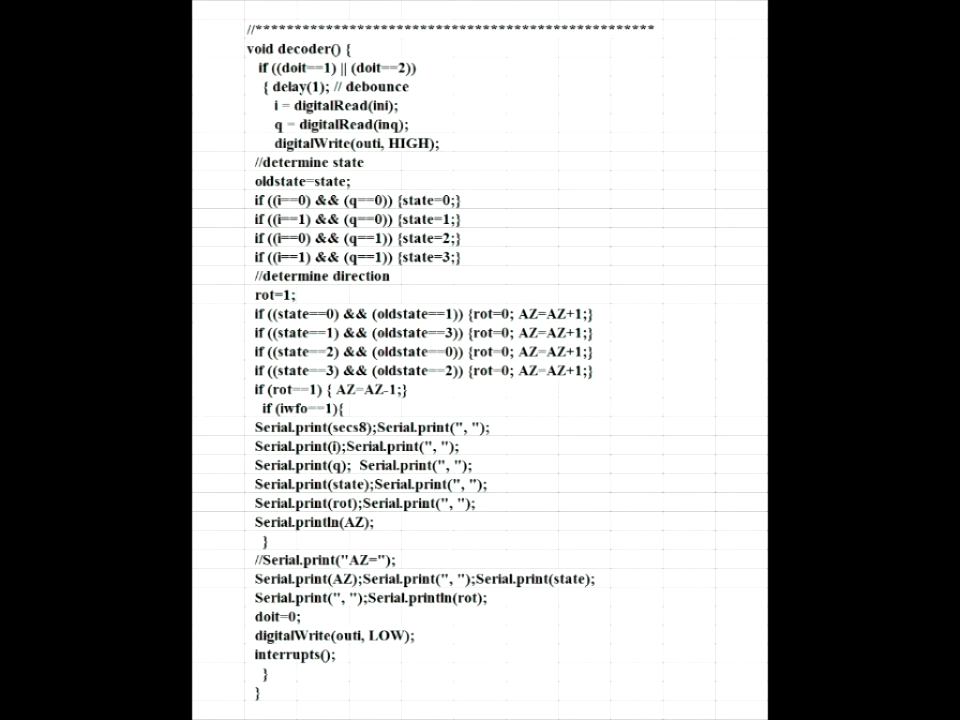 //***************************************************
void decoder() {
if ((doit==1) || (doit==2))
{ delay(1); // debounce
i = digitalRead(ini);
q = digitalRead(inq);
digitalWrite(outi, HIGH);
//determine state
oldstate=state;
if ((i==0) && (q==0)) {state=0;}
if ((i==1) && (q==0)) {state=1;}
if ((i==0) && (q==1)) {state=2;}
if ((i==1) && (q==1)) {state=3;}
//determine direction
rot=1;
if ((state==0) && (oldstate==1)) {rot=0; AZ=AZ+1;}
if ((state==1) && (oldstate==3)) {rot=0; AZ=AZ+1;}
if ((state==2) && (oldstate==0)) {rot=0; AZ=AZ+1;}
if ((state==3) && (oldstate==2)) {rot=0; AZ=AZ+1;}
if (rot==1) { AZ=AZ-1;}
if (iwfo==1){
Serial.print(secs8);Serial.print(", ");
Serial.print(i);Serial.print(", ");
Serial.print(q); Serial.print(", ");
Serial.print(state);Serial.print(", ");
Serial.print(rot);Serial.print(", ");
Serial.println(AZ);
}
//Serial.print("AZ=");
Serial.print(AZ);Serial.print(", ");Serial.print(state);
Serial.print(", ");Serial.println(rot);
doit=0;
digitalWrite(outi, LOW);
interrupts();
}
}